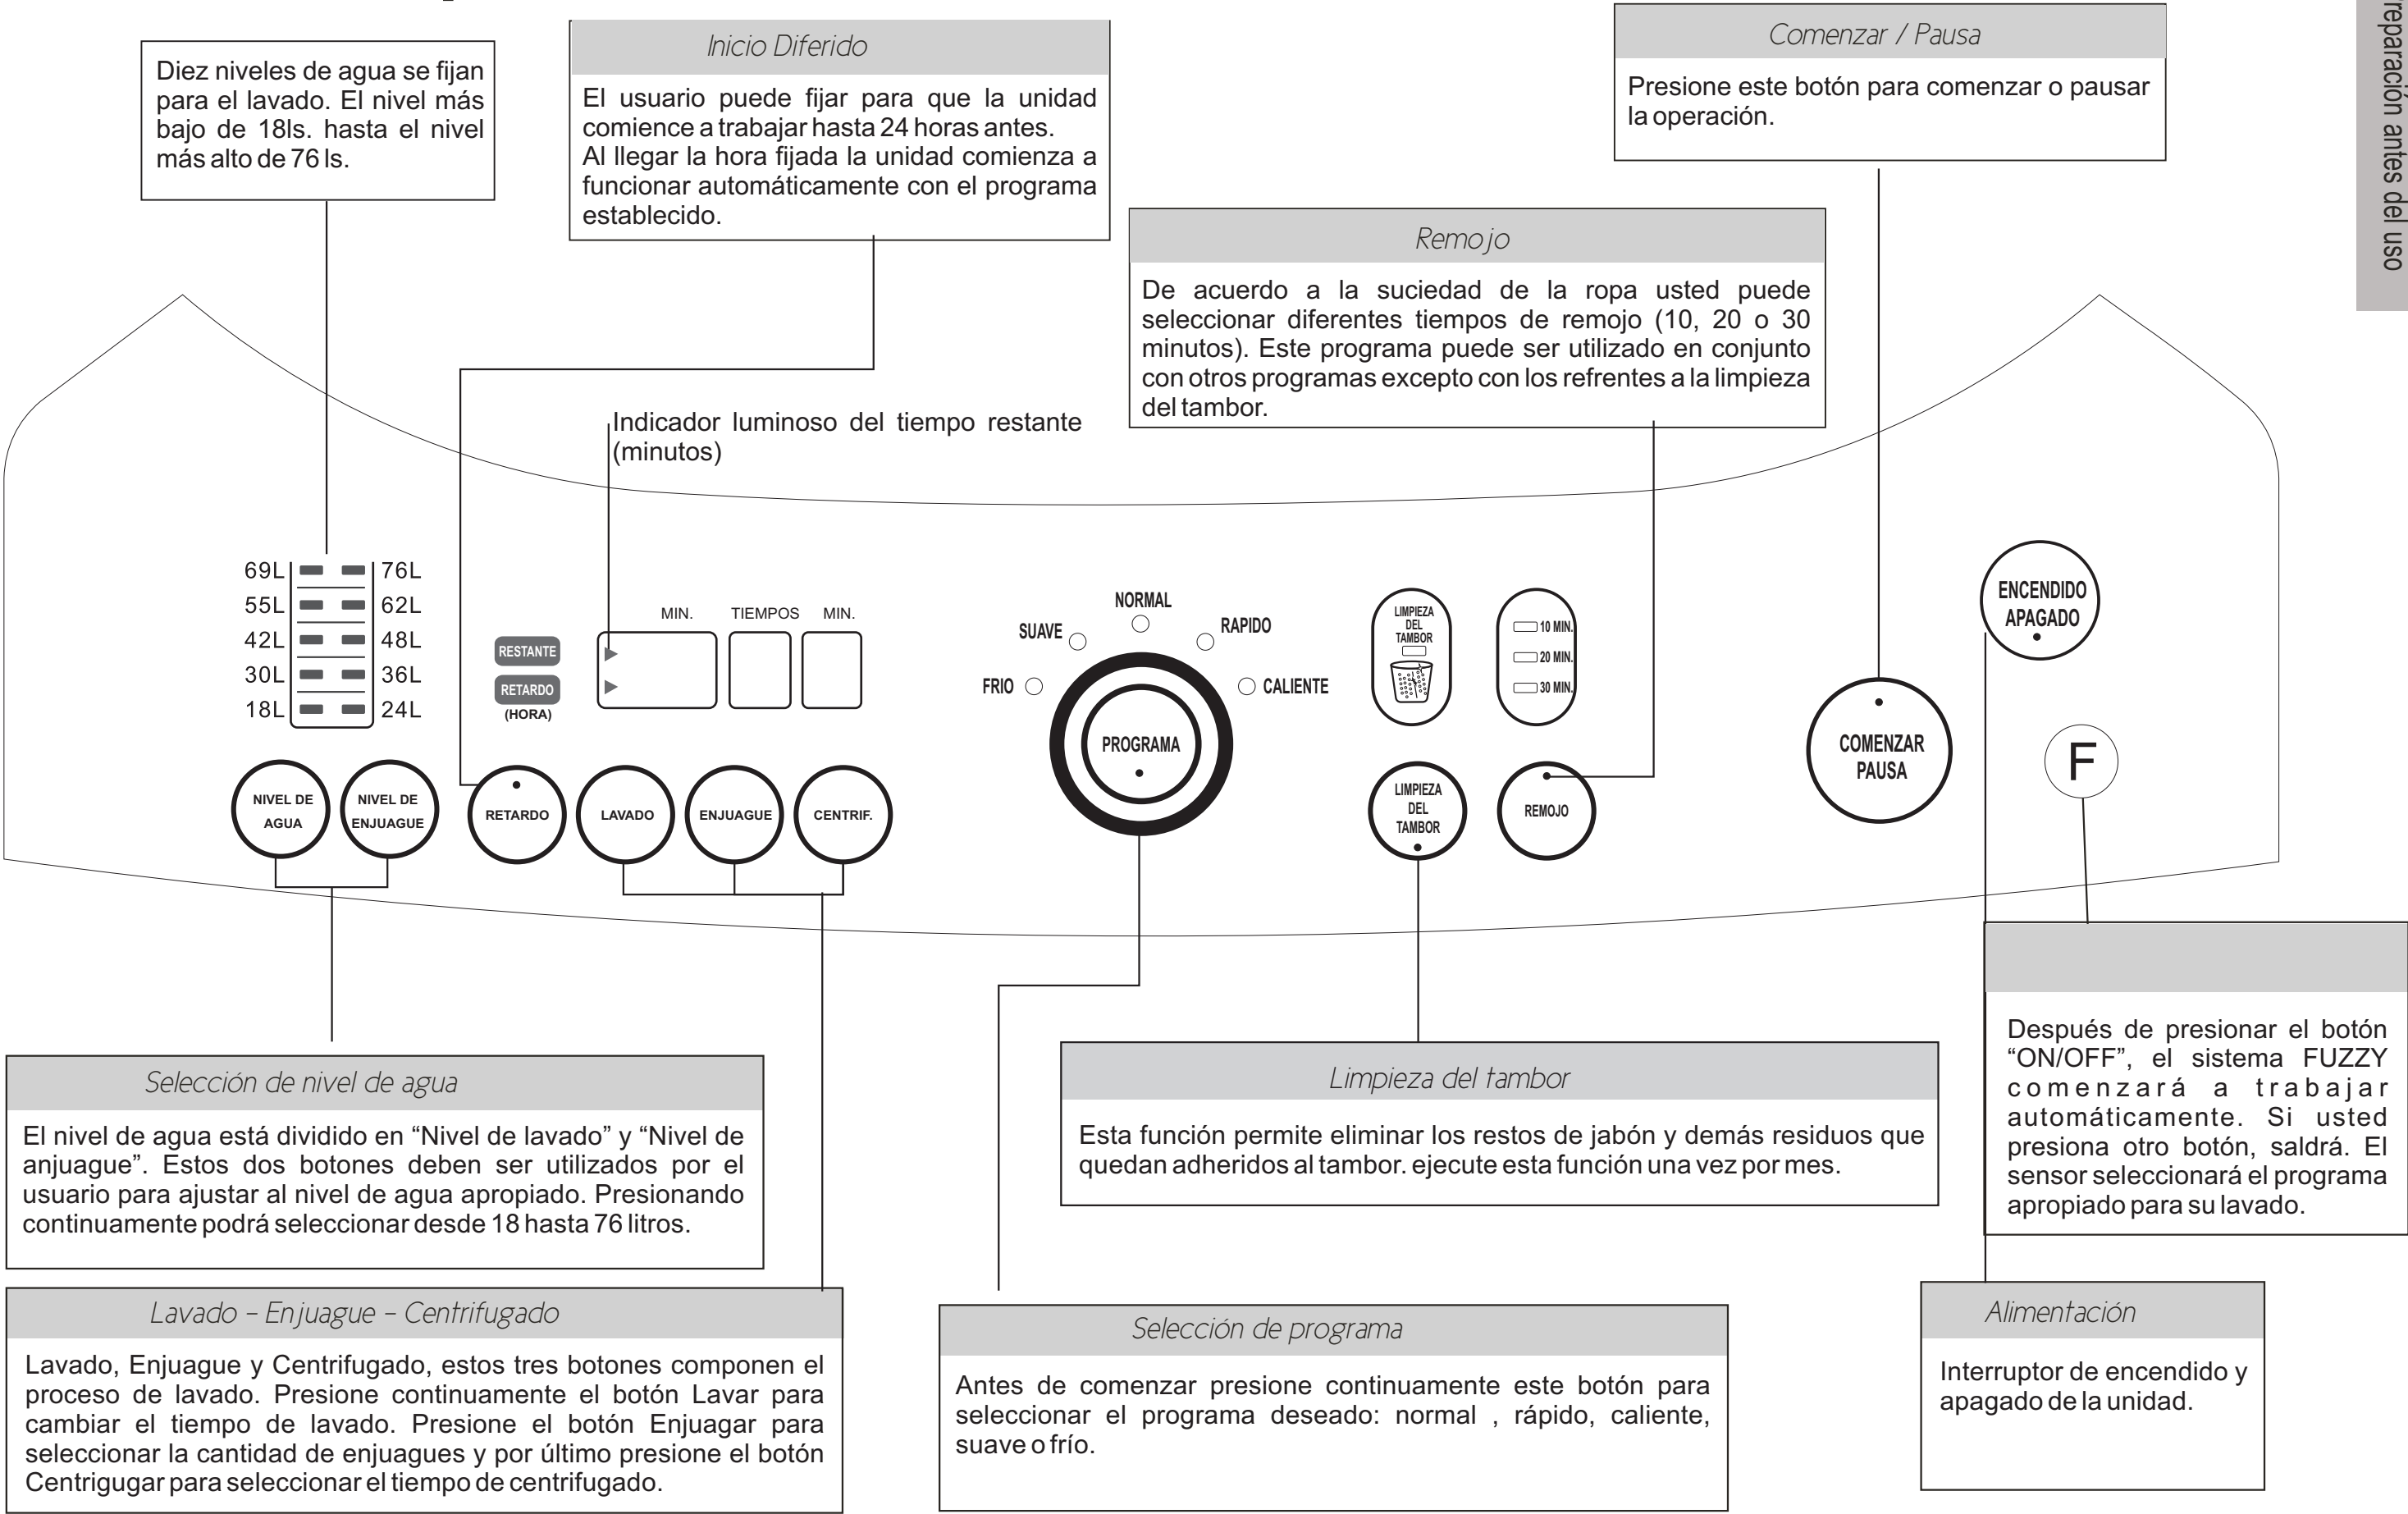 Diez niveles de agua se fijan
para el lavado. El nivel más
bajo de 18ls. hasta el nivel
más alto de 76 ls.
Inicio Diferido
El usuario puede fijar para que la unidad
comience a trabajar hasta 24 horas antes.
Al llegar la hora fijada la unidad comienza a
funcionar automáticamente con el programa
establecido.
Comenzar / Pausa
Presione este botón para comenzar o pausar
la operación.
reparación antes del uso
Remojo
De acuerdo a la suciedad de la ropa usted puede
seleccionar diferentes tiempos de remojo (10, 20 o 30
minutos). Este programa puede ser utilizado en conjunto
con otros programas excepto con los refrentes a la limpieza
del tambor.
Indicador luminoso del tiempo restante
(minutos)
69L 76L
55L 62L
42L 48L
30L 36L
18L 24L
NIVEL DE
AGUA
NIVEL DE
ENJUAGUE
RESTANTE
RETARDO
(HORA)
MIN. TIEMPOS MIN.
RETARDO
LAVADO
ENJUAGUE
CENTRIF.
FRIO
SUAVE
NORMAL
RAPIDO
CALIENTE
PROGRAMA
LIMPIEZA
DEL
TAMBOR
10 MIN.
20 MIN.
30 MIN.
LIMPIEZA
DEL
TAMBOR
REMOJO
COMENZAR
PAUSA
ENCENDIDO
APAGADO
F
Selección de nivel de agua
El nivel de agua está dividido en “Nivel de lavado” y “Nivel de
anjuague”. Estos dos botones deben ser utilizados por el
usuario para ajustar al nivel de agua apropiado. Presionando
continuamente podrá seleccionar desde 18 hasta 76 litros.
Limpieza del tambor
Esta función permite eliminar los restos de jabón y demás residuos que
quedan adheridos al tambor. ejecute esta función una vez por mes.
Después de presionar el botón
“ON/OFF”, el sistema FUZZY
comenzará a trabajar
automáticamente. Si usted
presiona otro botón, saldrá. El
sensor seleccionará el programa
apropiado para su lavado.
Lavado - Enjuague - Centrifugado
Lavado, Enjuague y Centrifugado, estos tres botones componen el
proceso de lavado. Presione continuamente el botón Lavar para
cambiar el tiempo de lavado. Presione el botón Enjuagar para
seleccionar la cantidad de enjuagues y por último presione el botón
Centrigugar para seleccionar el tiempo de centrifugado.
Selección de programa
Antes de comenzar presione continuamente este botón para
seleccionar el programa deseado: normal , rápido, caliente,
suave o frío.
Alimentación
Interruptor de encendido y
apagado de la unidad.